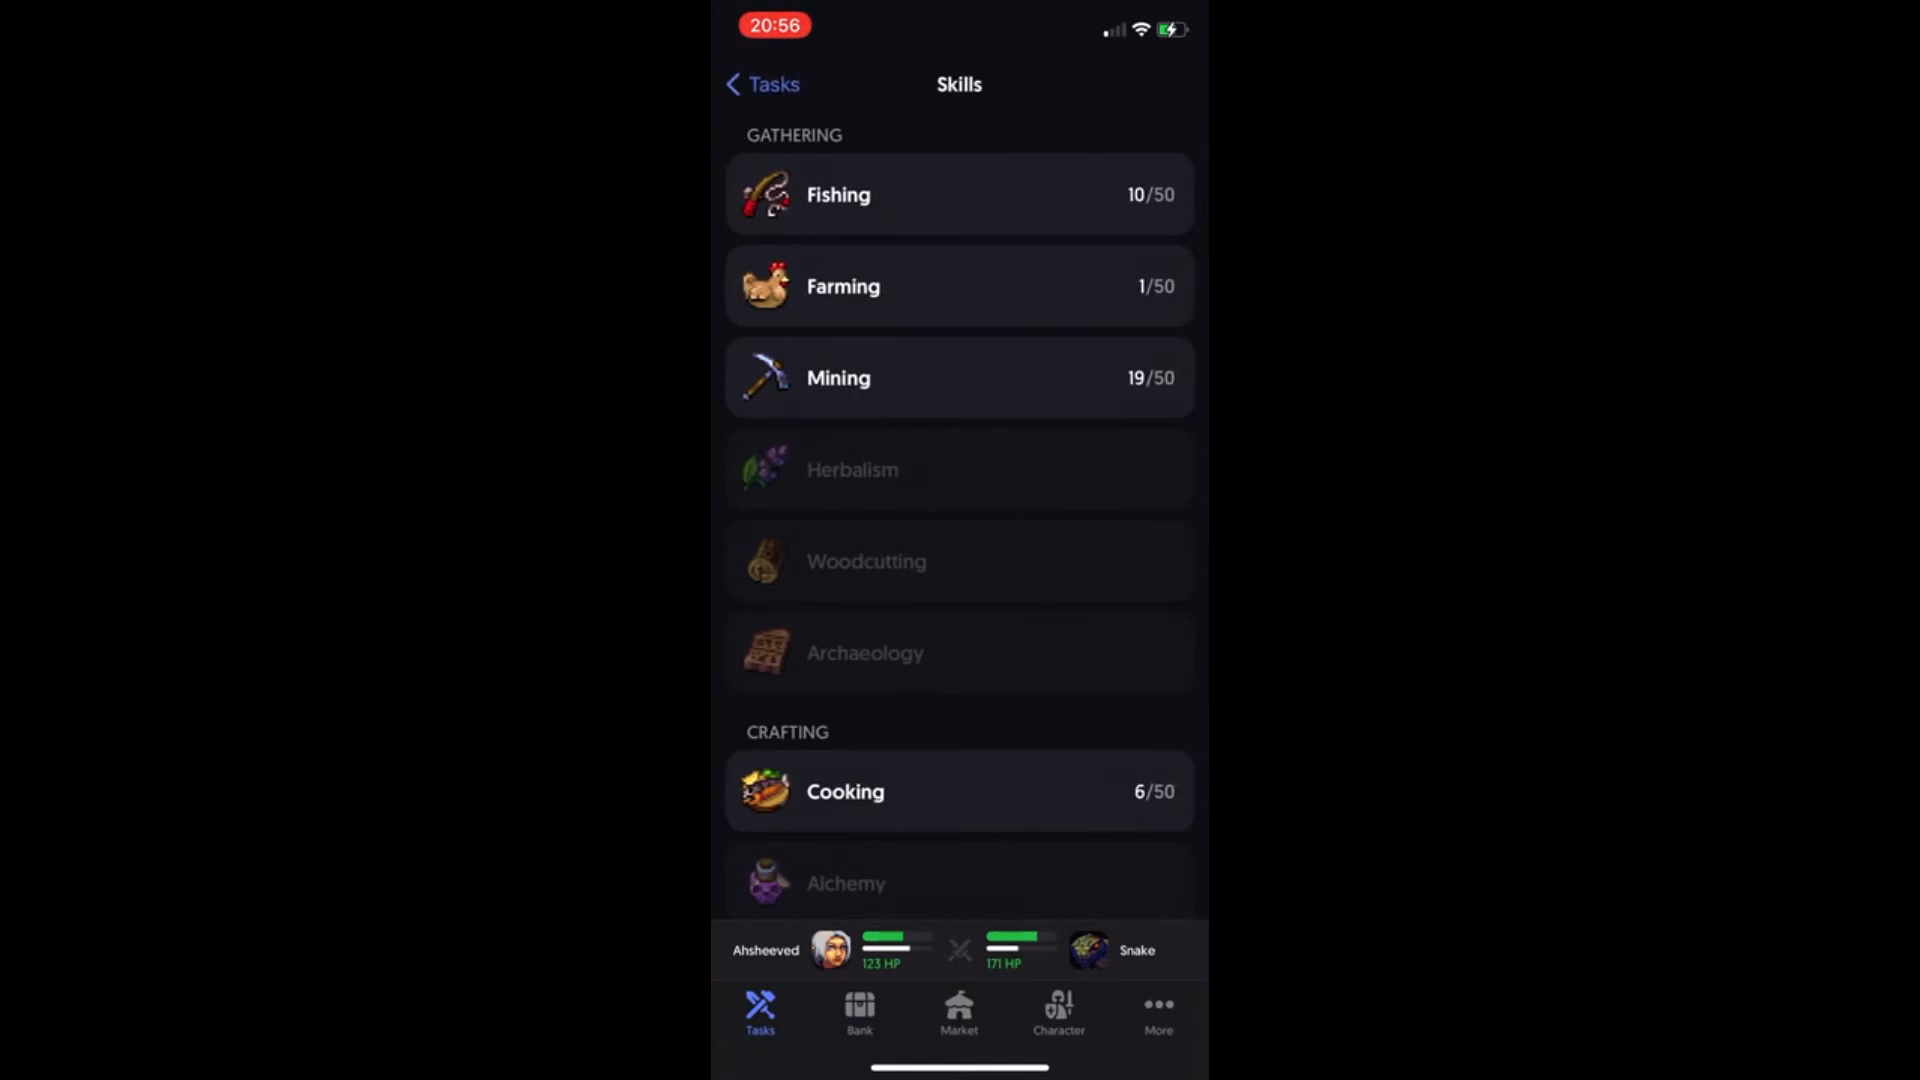 20:56
Tasks
Skills
GATHERING
Fishing 10/50
Farming 1/50
Mining 19/50
Herbalism
Woodcutting
Archaeology
CRAFTING
Cooking 6/50
Alchemy
Ahsheeved 123 HP 171 HP Snake
Tasks Bank Market Character More